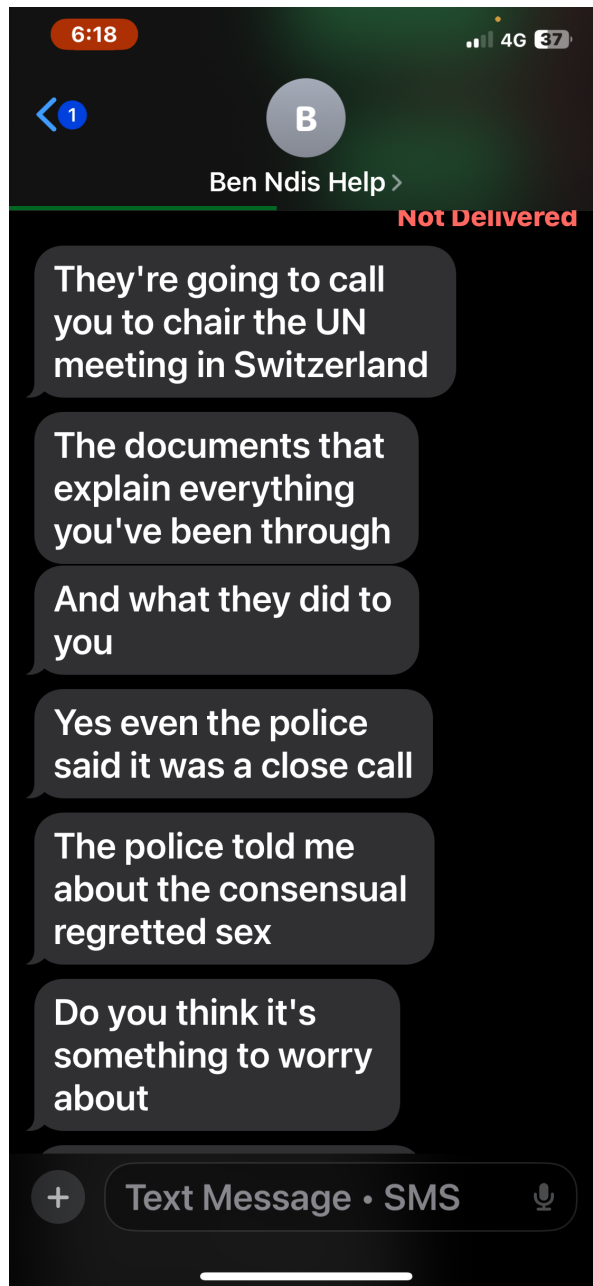 6:18
4G 37
1
B
Ben Ndis Help
Not Delivered
They're going to call
you to chair the UN
meeting in Switzerland
The documents that
explain everything
you've been through
And what they did to
you
Yes even the police
said it was a close call
The police told me
about the consensual
regretted sex
Do you think it's
something to worry
about
Text Message • SMS